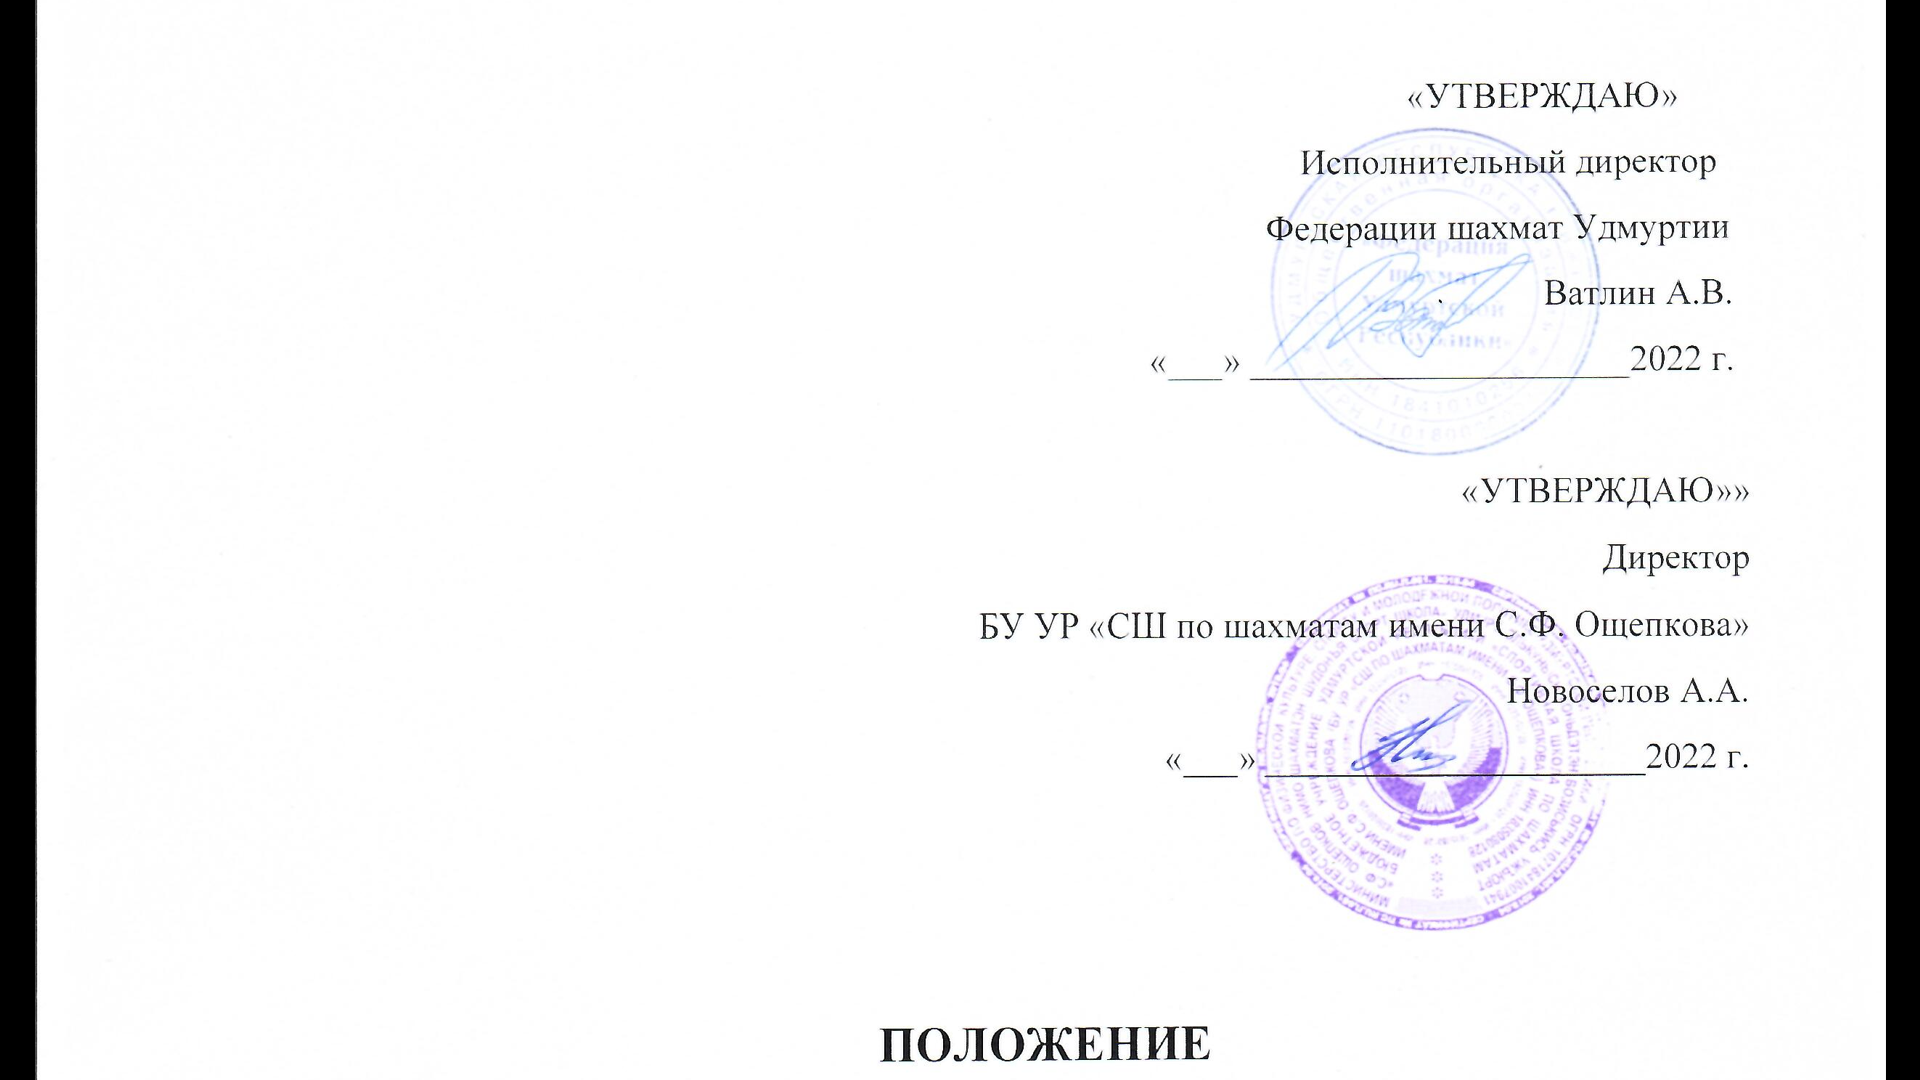 «УТВЕРЖДАЮ»
Исполнительный директор
Федерации шахмат Удмуртии
Ватлин А.В.
«___» ____________________2022 г.
«УТВЕРЖДАЮ»»
Директор
БУ УР «СШ по шахматам имени С.Ф. Ощепкова»
Новоселов А.А.
«___» ____________________2022 г.
ПОЛОЖЕНИЕ